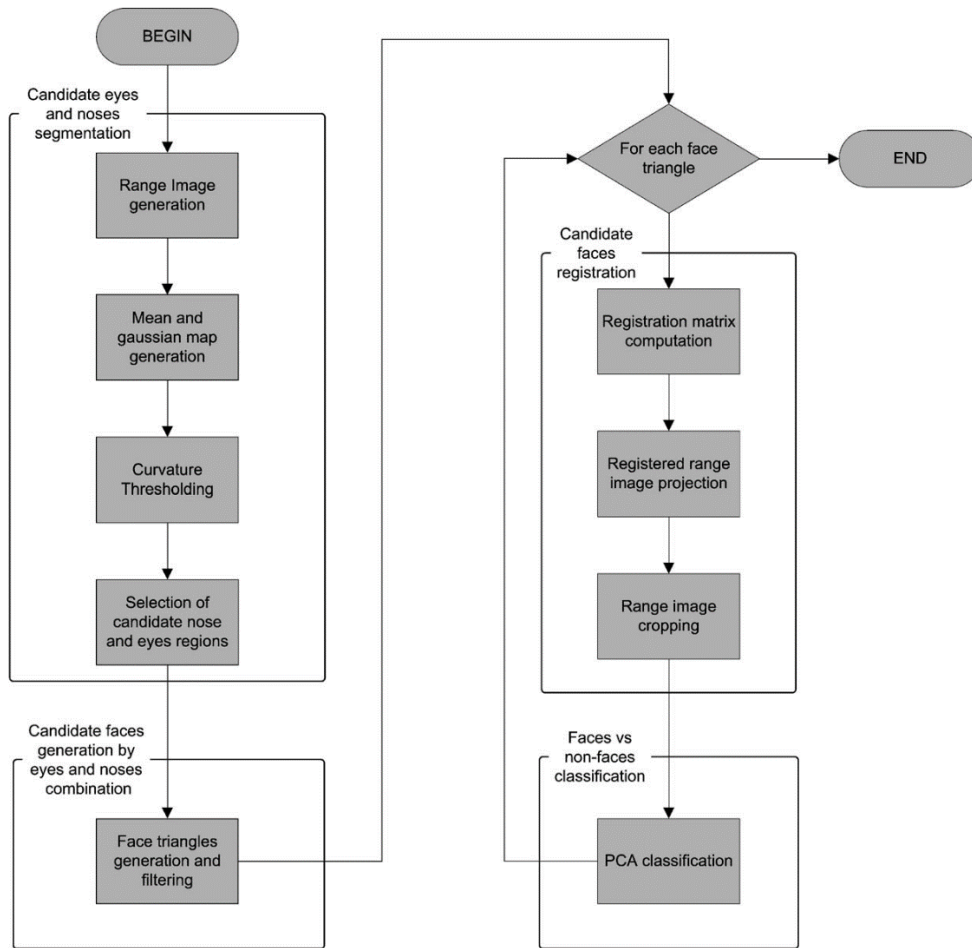 BEGIN
Candidate eyes
and noses
segmentation
Range Image
generation
Mean and
gaussian map
generation
Curvature
Thresholding
Selection of
candidate nose
and eyes regions
Candidate faces
generation by
eyes and noses
combination
Face triangles
generation and
filtering
For each face
triangle
END
Candidate
faces
registration
Registration matrix
computation
Registered range
image projection
Range image
cropping
Faces vs
non-faces
classification
PCA classification